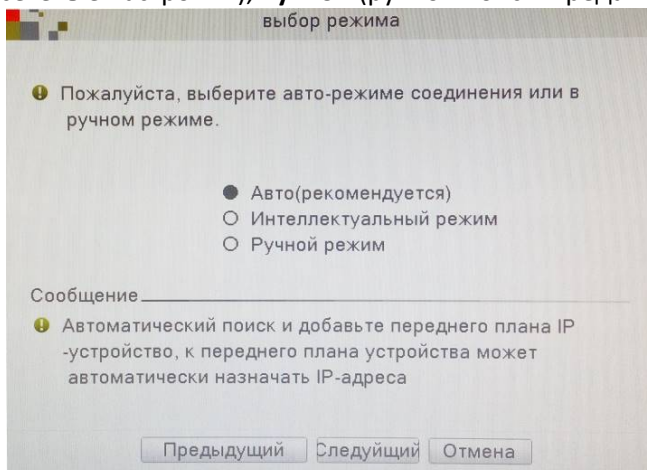 выбор режима
Пожалуйста, выберите авто-режиме соединения или в
ручном режиме.
Авто(рекомендуется)
Интеллектуальный режим
Ручной режим
Сообщение
Автоматический поиск и добавьте переднего плана IP
-устройство, к переднего плана устройства может
автоматически назначать IP-адреса
Предыдущий Следуйщий Отмена